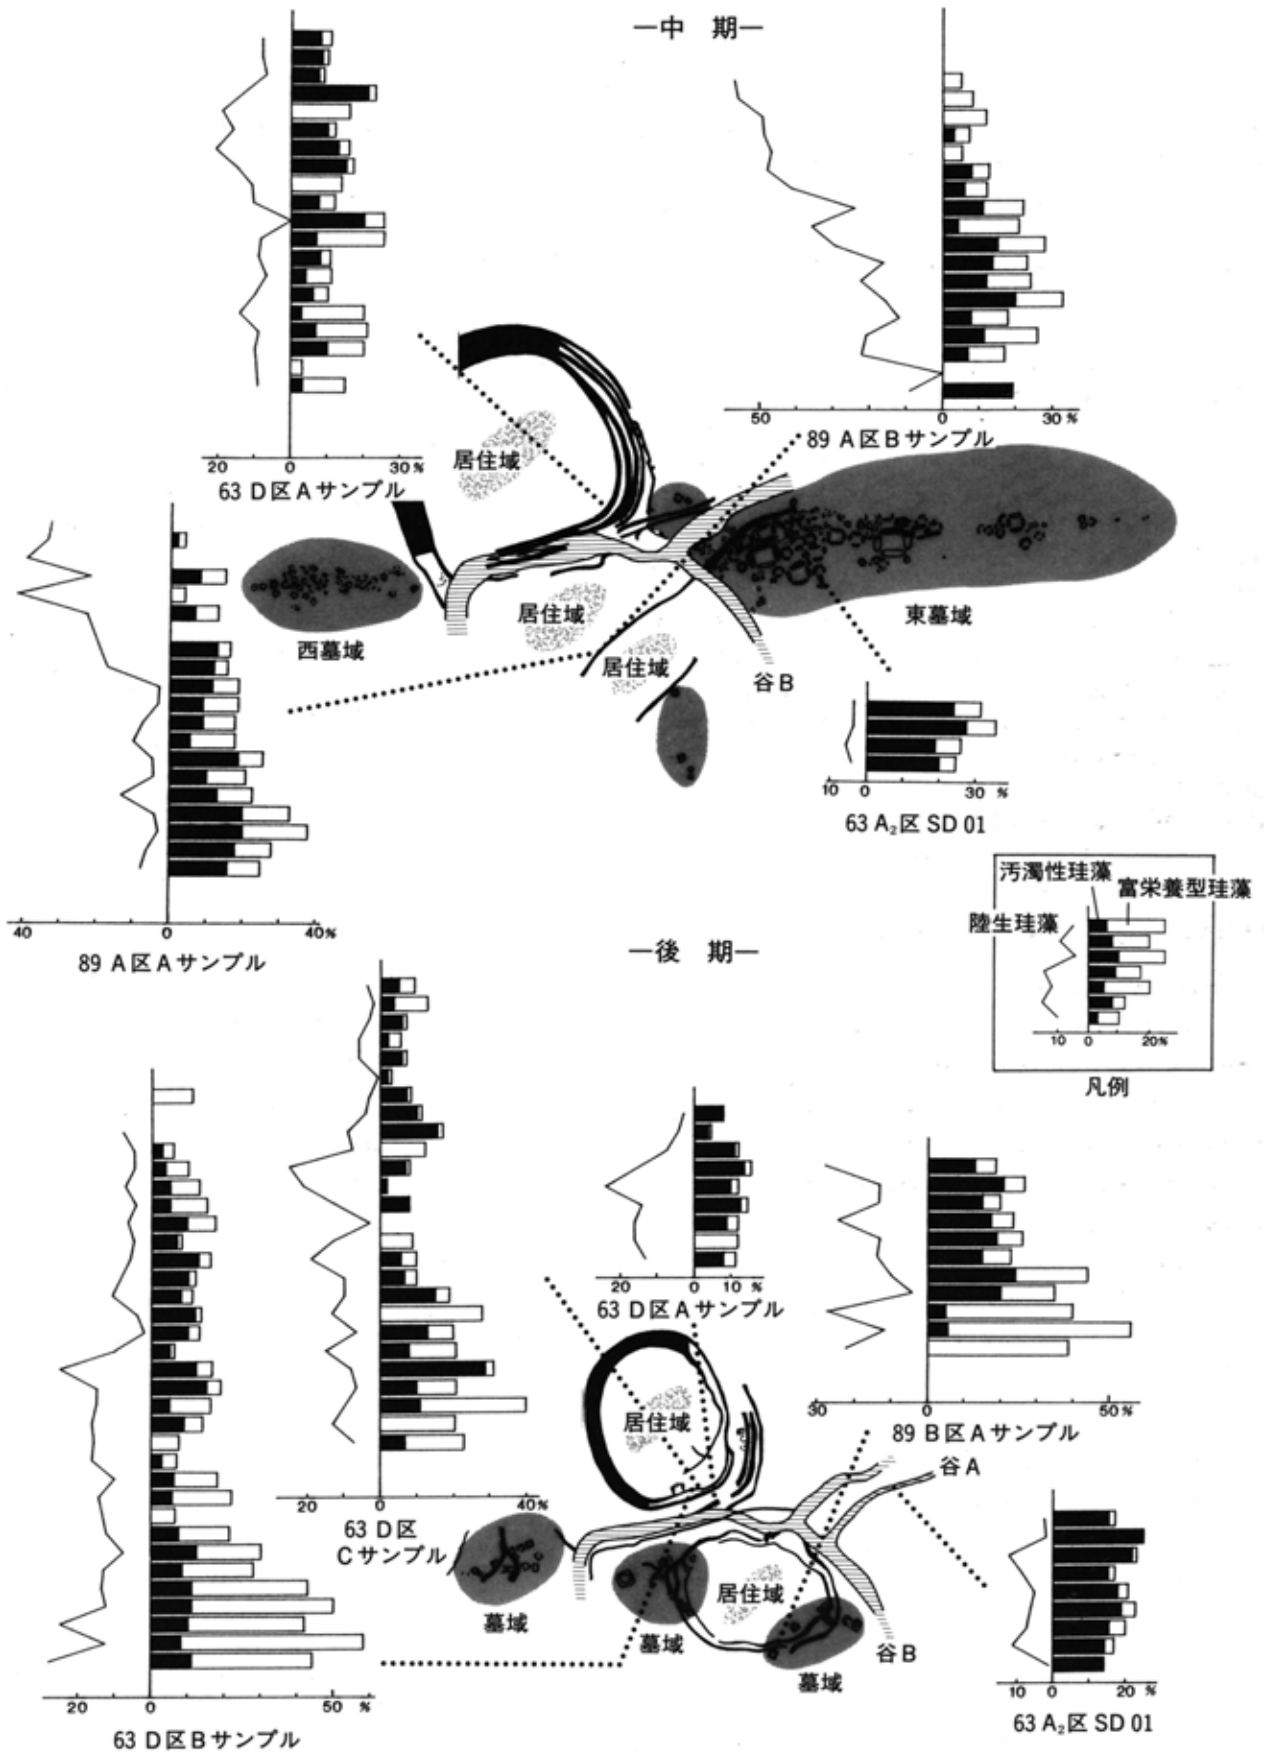 —中 期—
50 0 30 %
89 A区Bサンプル
20 0 30 %
63 D区Aサンプル
居住域
西墓域
居住域
居住域
谷B
東墓域
10 0 30 %
63 A₂区 SD 01
40 0 40%
89 A区Aサンプル
汚濁性珪藻
富栄養型珪藻
陸生珪藻
10 0 20%
凡例
—後 期—
20 0 10 %
63 D区Aサンプル
30 0 50 %
89 B区Aサンプル
20 0 40%
63 D区
Cサンプル
居住域
谷A
墓域
墓域
居住域
墓域
谷B
20 0 50 %
63 D区Bサンプル
10 0 20 %
63 A₂区 SD 01